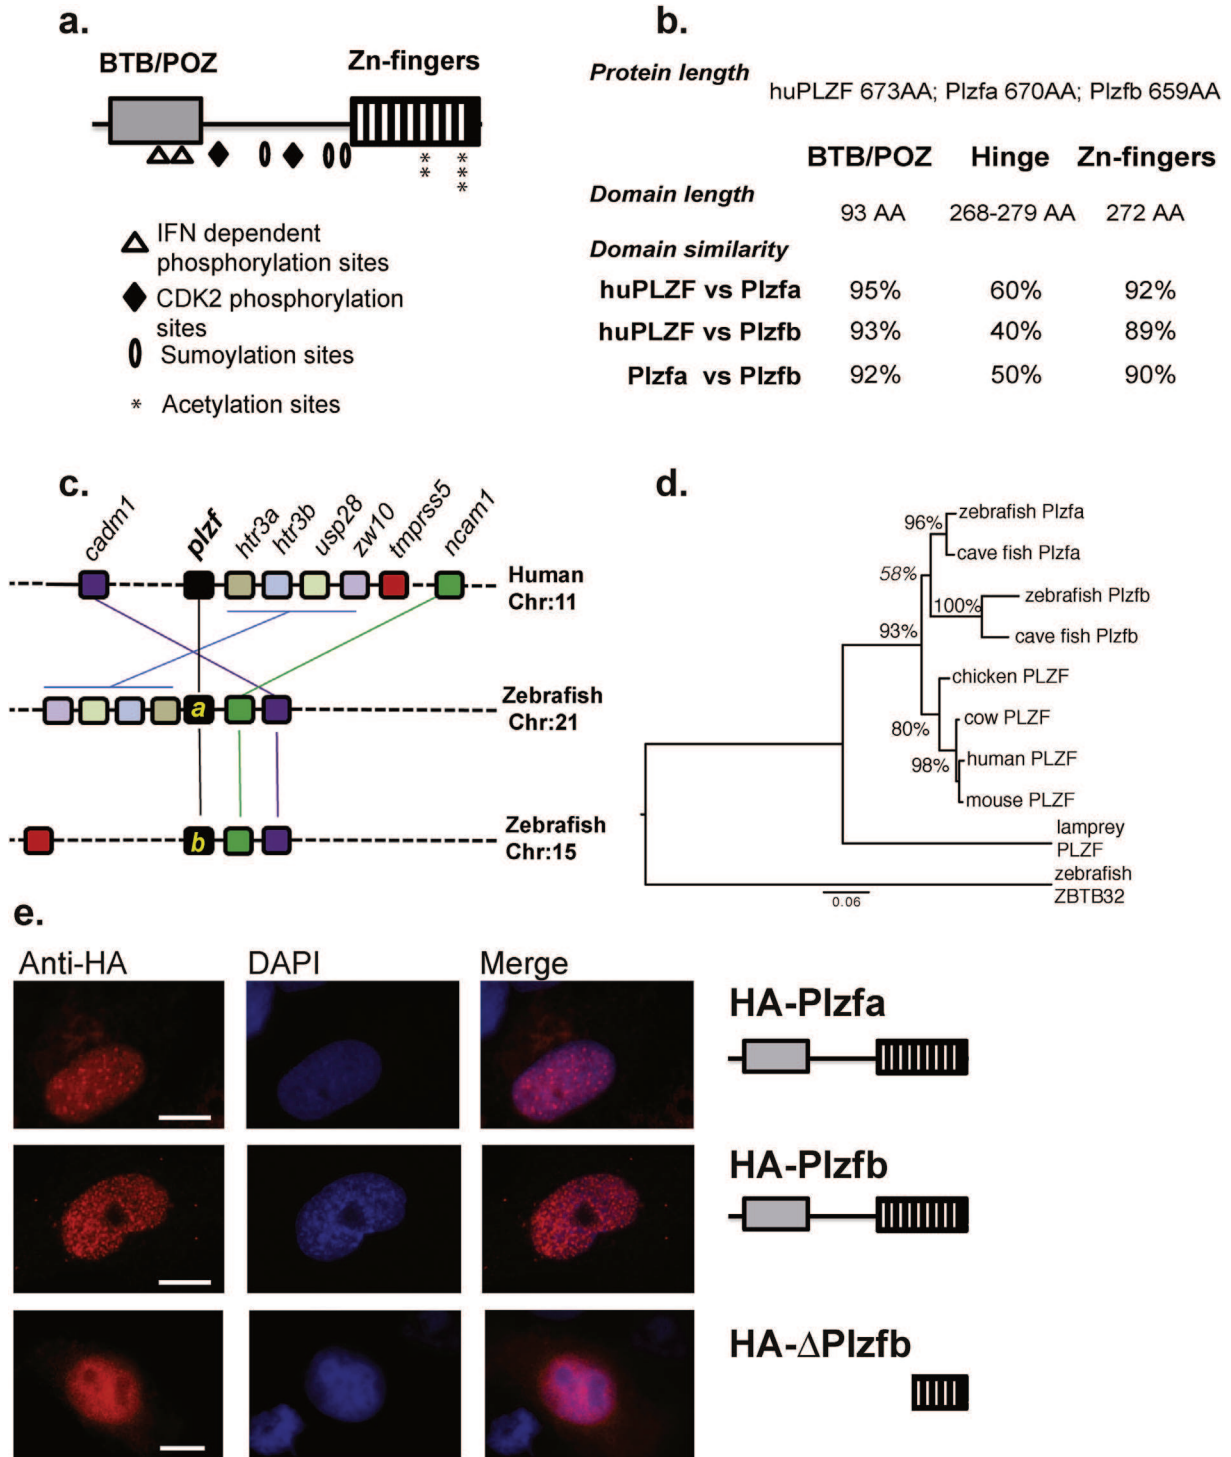 a.
BTB/POZ
Zn-fingers
* *
* * *
IFN dependent
phosphorylation sites
CDK2 phosphorylation
sites
Sumoylation sites
* Acetylation sites
b.
Protein length
huPLZF 673AA; Plzfa 670AA; Plzfb 659AA
BTB/POZ Hinge Zn-fingers
Domain length
93 AA 268-279 AA 272 AA
Domain similarity
huPLZF vs Plzfa 95% 60% 92%
huPLZF vs Plzfb 93% 40% 89%
Plzfa vs Plzfb 92% 50% 90%
c.
cadm1
plzf
htr3a
htr3b
usp28
zw10
tmprss5
ncam1
Human
Chr:11
a
Zebrafish
Chr:21
b
Zebrafish
Chr:15
d.
96%
zebrafish Plzfa
cave fish Plzfa
58%
100%
zebrafish Plzfb
cave fish Plzfb
93%
chicken PLZF
80%
cow PLZF
98%
human PLZF
mouse PLZF
lamprey
PLZF
zebrafish
ZBTB32
0.06
e.
Anti-HA DAPI Merge
HA-Plzfa
HA-Plzfb
HA-ΔPlzfb